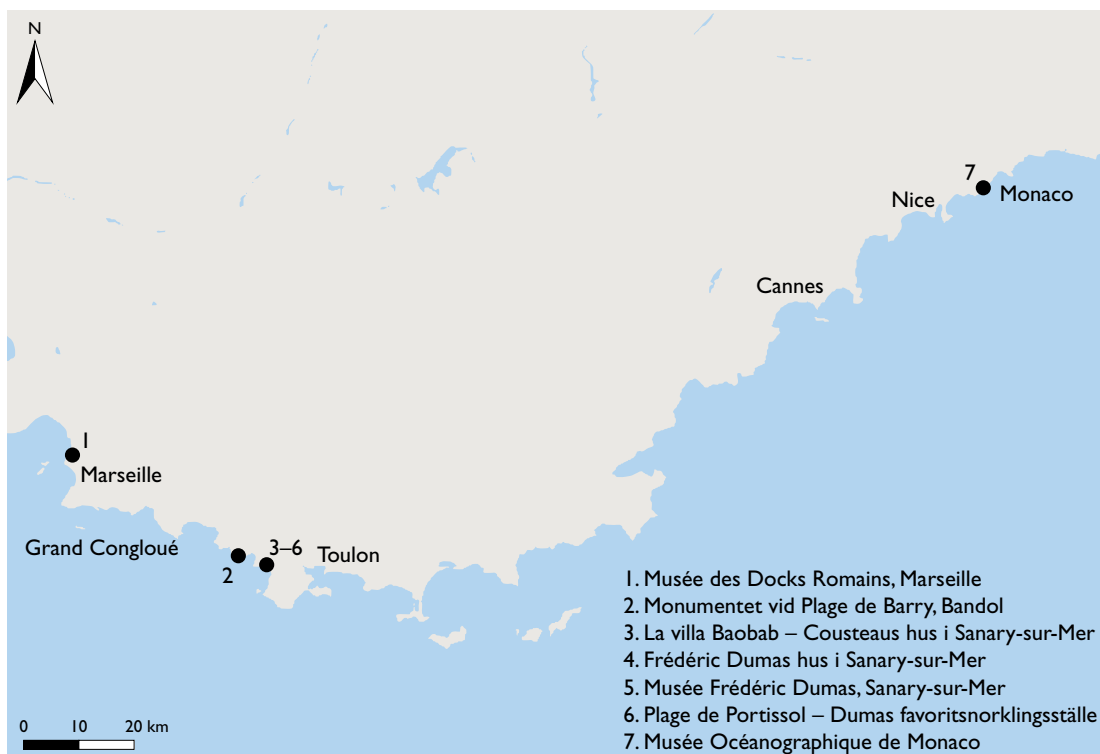 N
7
Nice
Monaco
Cannes
1
Marseille
Grand Congloué
2
3–6
Toulon
1. Musée des Docks Romains, Marseille
2. Monumentet vid Plage de Barry, Bandol
3. La villa Baobab – Cousteaus hus i Sanary-sur-Mer
4. Frédéric Dumas hus i Sanary-sur-Mer
5. Musée Frédéric Dumas, Sanary-sur-Mer
6. Plage de Portissol – Dumas favoritsnorklingsställe
7. Musée Océanographique de Monaco
0 10 20 km